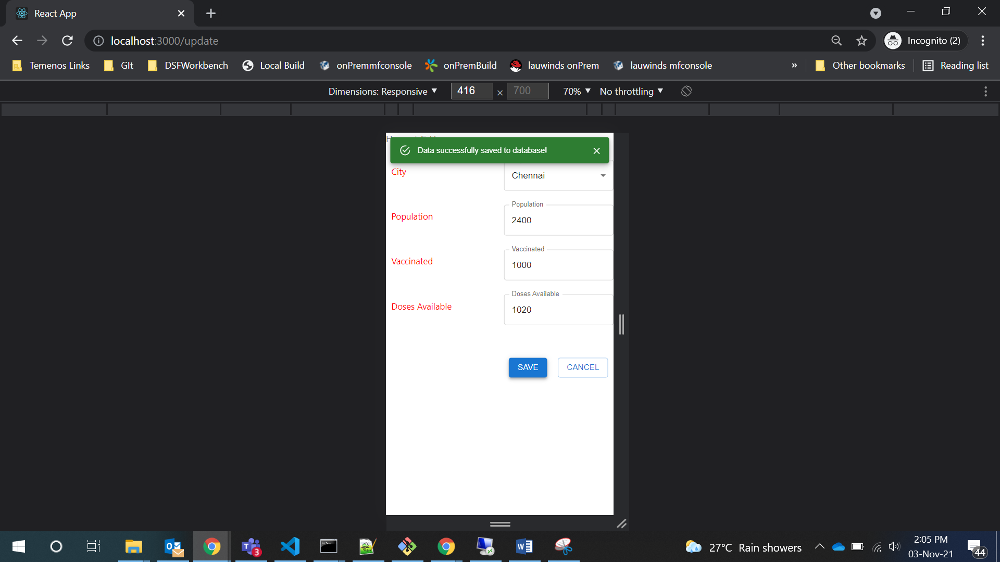 React App
localhost:3000/update
Incognito (2)
Temenos Links
GIt
DSFWorkbench
Local Build
onPremmfconsole
onPremBuild
lauwinds onPrem
lauwinds mfconsole
»
Other bookmarks
Reading list
Dimensions: Responsive
416 × 700
70%
No throttling
Data successfully saved to database!
City
Chennai
Population
Population
2400
Vaccinated
Vaccinated
1000
Doses Available
Doses Available
1020
SAVE
CANCEL
27°C Rain showers
2:05 PM
03-Nov-21
3
44